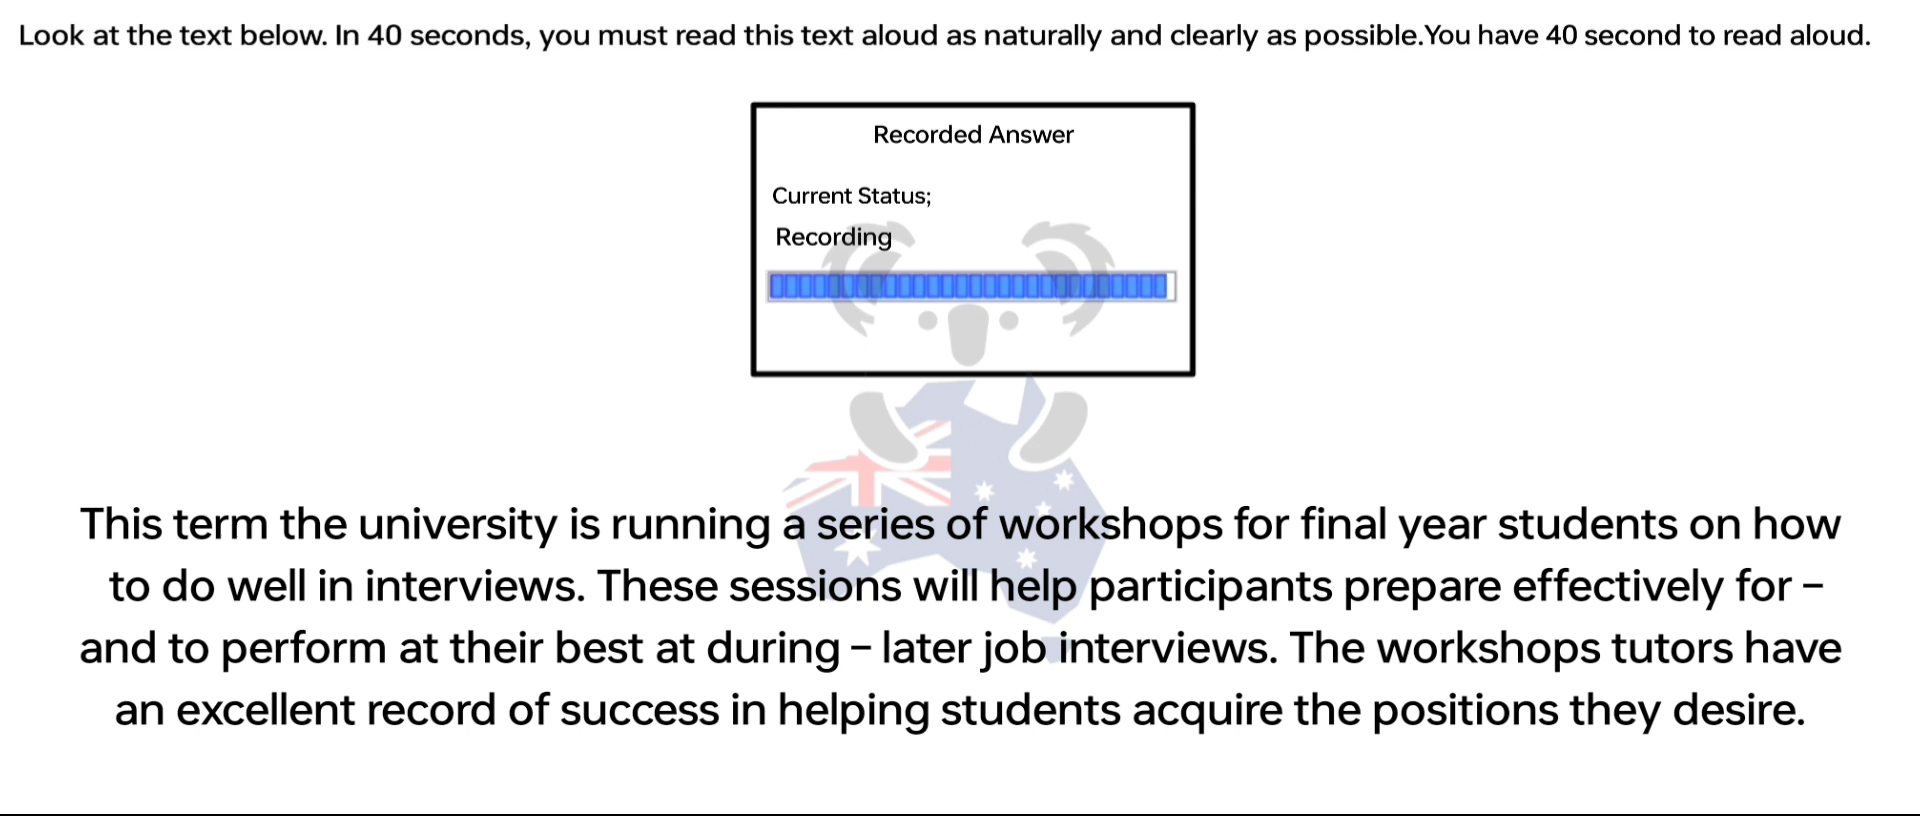 Look at the text below. In 40 seconds, you must read this text aloud as naturally and clearly as possible.You have 40 second to read aloud.
Recorded Answer
Current Status;
Recording
This term the university is running a series of workshops for final year students on how
to do well in interviews. These sessions will help participants prepare effectively for –
and to perform at their best at during – later job interviews. The workshops tutors have
an excellent record of success in helping students acquire the positions they desire.